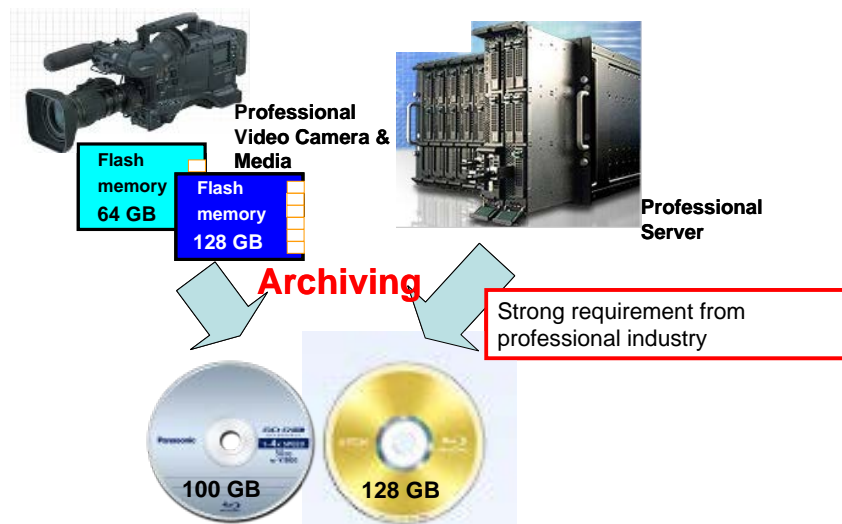 Professional
Video Camera &
Media
Flash
memory
64 GB
Flash
memory
128 GB
Professional
Server
Archiving
Strong requirement from
professional industry
Panasonic
100 GB
128 GB